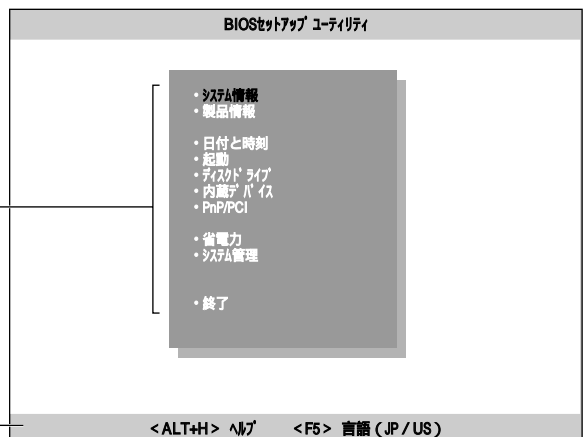 BIOSｾｯﾄｱｯﾌﾟ ﾕｰﾃｨﾘﾃｨ
・ｼｽﾃﾑ情報
・製品情報
・日付と時刻
・起動
・ﾃﾞｨｽｸﾄﾞﾗｲﾌﾞ
・内蔵ﾃﾞﾊﾞｲｽ
・PnP/PCI
・省電力
・ｼｽﾃﾑ管理
・終了
<ALT+H> ﾍﾙﾌﾟ <F5> 言語 ( JP / US )